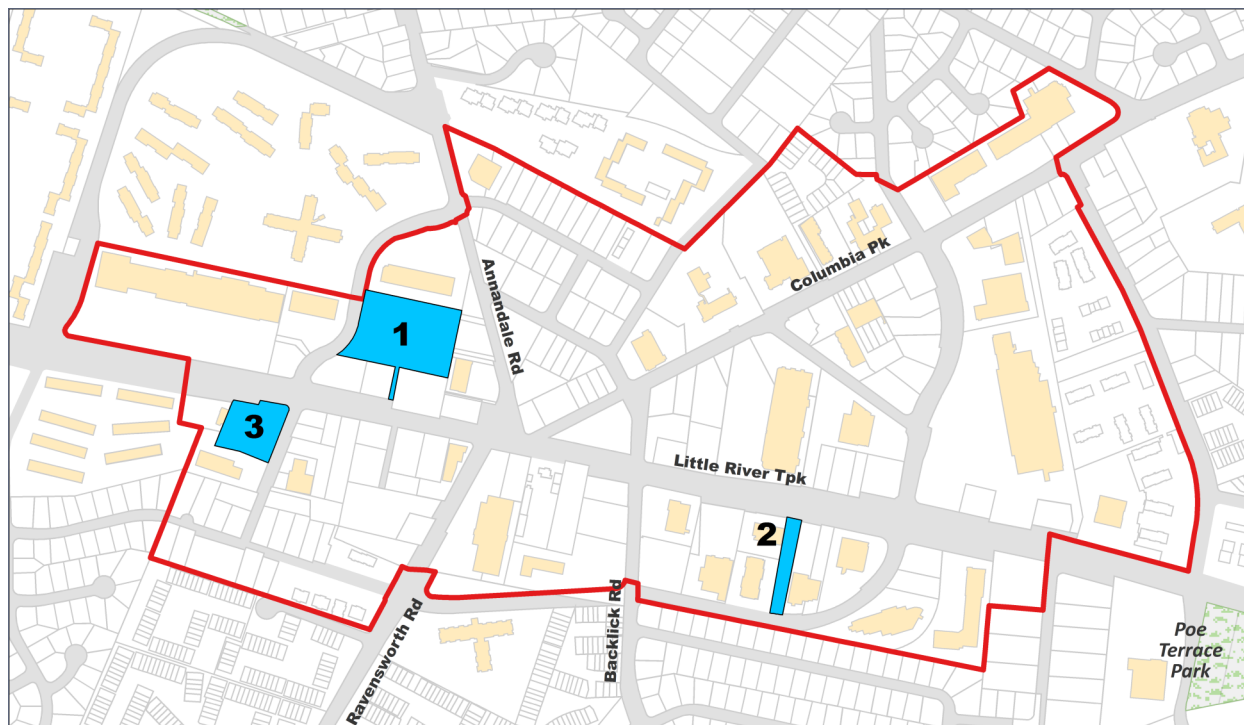 Columbia Pk
Annandale Rd
1
3
Little River Tpk
2
Backlick Rd
Ravensworth Rd
Poe
Terrace
Park